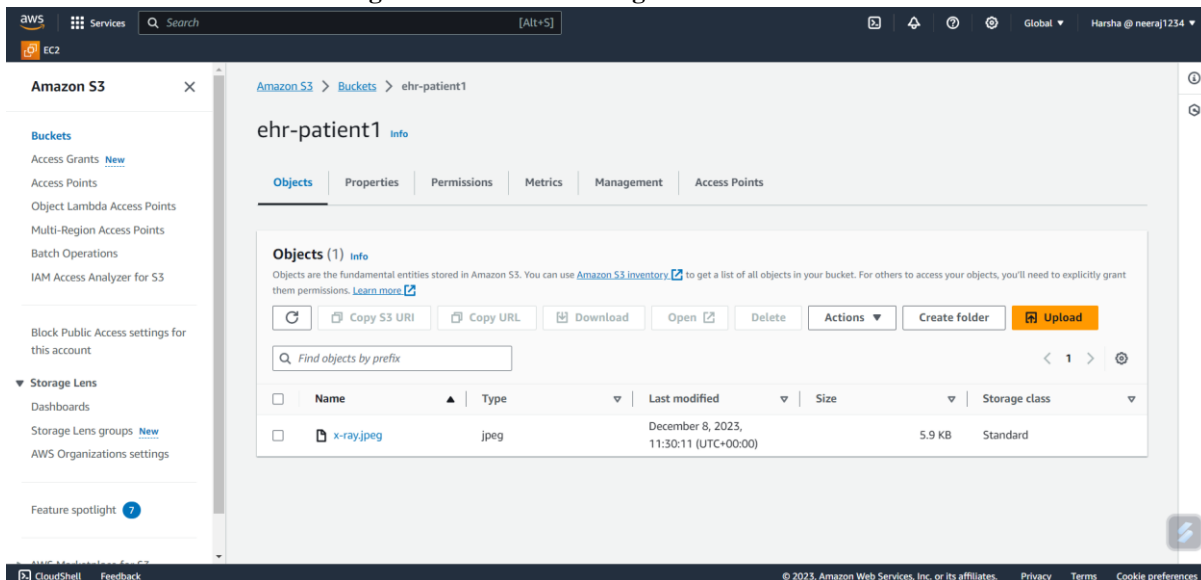 aws Services Search [Alt+S] Global ▼ Harsha @ neeraj1234 ▼
EC2
Amazon S3
Buckets
Access Grants New
Access Points
Object Lambda Access Points
Multi-Region Access Points
Batch Operations
IAM Access Analyzer for S3
Block Public Access settings for
this account
▼ Storage Lens
Dashboards
Storage Lens groups New
AWS Organizations settings
Feature spotlight 7
Amazon S3 > Buckets > ehr-patient1
ehr-patient1 Info
Objects Properties Permissions Metrics Management Access Points
Objects (1) Info
Objects are the fundamental entities stored in Amazon S3. You can use Amazon S3 inventory to get a list of all objects in your bucket. For others to access your objects, you'll need to explicitly grant
them permissions. Learn more
Copy S3 URI Copy URL Download Open Delete Actions ▼ Create folder Upload
Find objects by prefix < 1 >
Name ▲ Type Last modified Size Storage class
x-ray.jpeg jpeg December 8, 2023, 5.9 KB Standard
11:30:11 (UTC+00:00)
CloudShell Feedback © 2023, Amazon Web Services, Inc. or its affiliates. Privacy Terms Cookie preferences